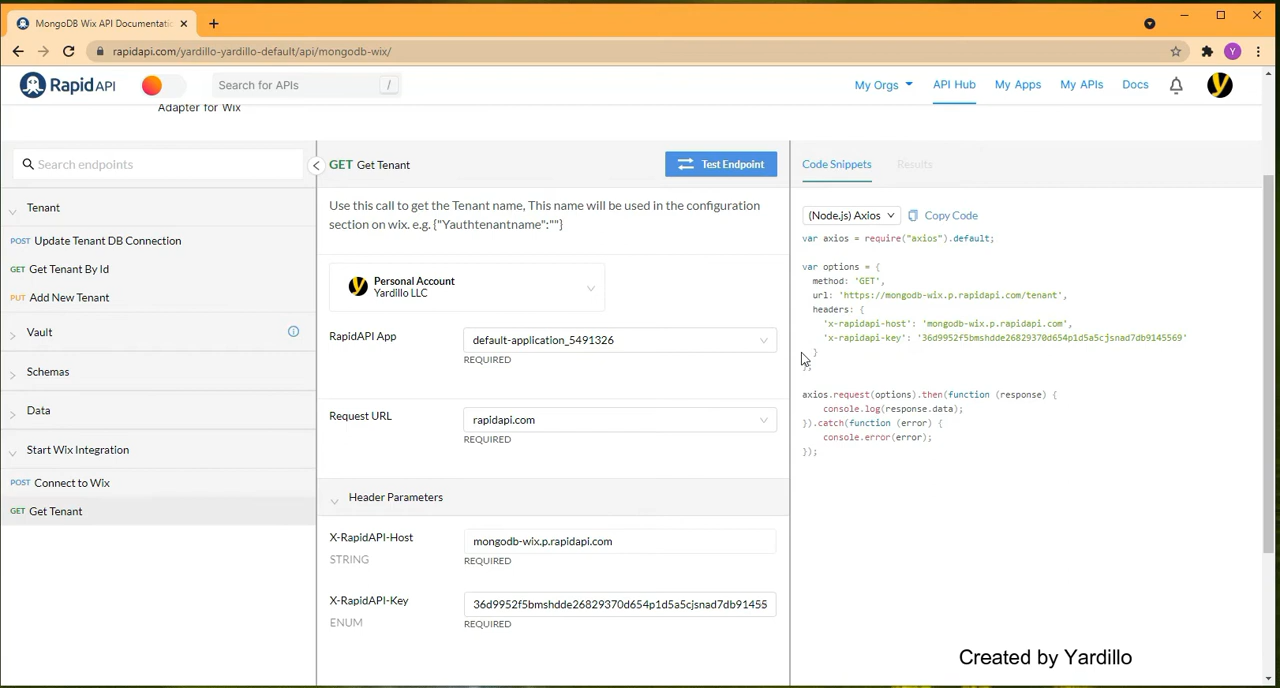 MongoDB Wix API Documentatic
rapidapi.com/yardillo-yardillo-default/api/mongodb-wix/
Y
Rapid API
Search for APIs
/
My Orgs
API Hub
My Apps
My APIs
Docs
y
Adapter for Wix
Search endpoints
Tenant
POST Update Tenant DB Connection
GET Get Tenant By Id
PUT Add New Tenant
Vault
Schemas
Data
Start Wix Integration
POST Connect to Wix
GET Get Tenant
GET Get Tenant
Test Endpoint
Use this call to get the Tenant name, This name will be used in the configuration
section on wix. e.g. {"Yauthtenantname":""}
Personal Account
Yardillo LLC
RapidAPI App
default-application_5491326
REQUIRED
Request URL
rapidapi.com
REQUIRED
Header Parameters
X-RapidAPI-Host
mongodb-wix.p.rapidapi.com
STRING
REQUIRED
X-RapidAPI-Key
36d9952f5bmshdde26829370d654p1d5a5cjsnad7db91455
ENUM
REQUIRED
Code Snippets
Results
(Node.js) Axios
Copy Code
var axios = require("axios").default;
var options = {
method: 'GET',
url: 'https://mongodb-wix.p.rapidapi.com/tenant',
headers: {
'x-rapidapi-host': 'mongodb-wix.p.rapidapi.com',
'x-rapidapi-key': '36d9952f5bmshdde26829370d654p1d5a5cjsnad7db9145569'
}
};
axios.request(options).then(function (response) {
console.log(response.data);
}).catch(function (error) {
console.error(error);
});
Created by Yardillo